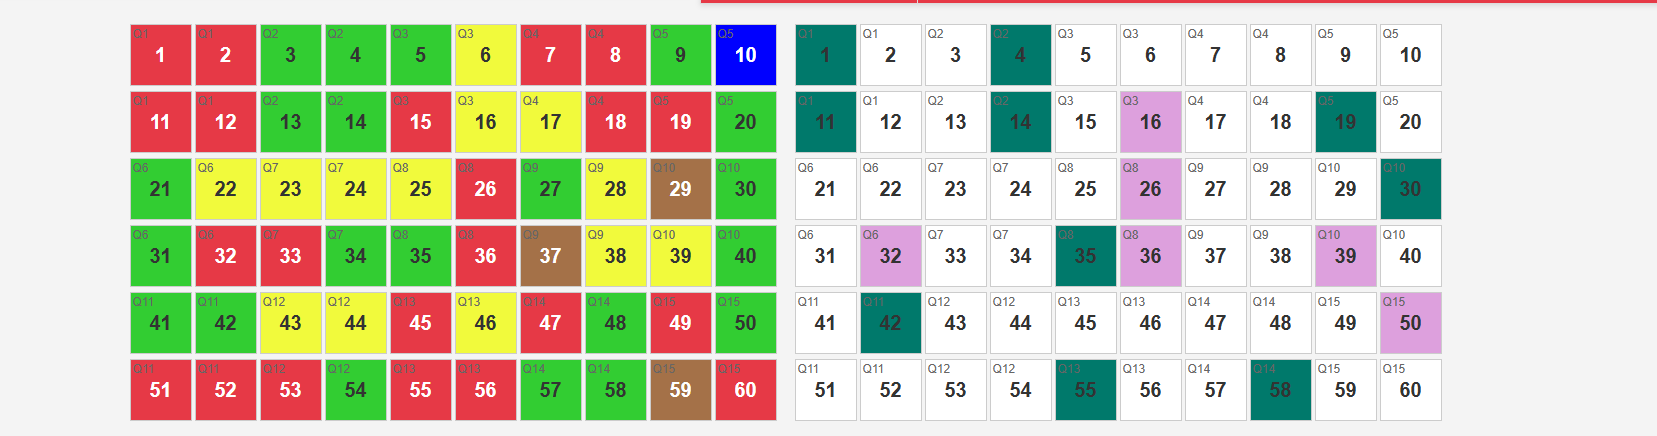 Q1 1 Q1 2 Q2 3 Q2 4 Q3 5 Q3 6 Q4 7 Q4 8 Q5 9 Q5 10
Q1 11 Q1 12 Q2 13 Q2 14 Q3 15 Q3 16 Q4 17 Q4 18 Q5 19 Q5 20
Q6 21 Q6 22 Q7 23 Q7 24 Q8 25 Q8 26 Q9 27 Q9 28 Q10 29 Q10 30
Q6 31 Q6 32 Q7 33 Q7 34 Q8 35 Q8 36 Q9 37 Q9 38 Q10 39 Q10 40
Q11 41 Q11 42 Q12 43 Q12 44 Q13 45 Q13 46 Q14 47 Q14 48 Q15 49 Q15 50
Q11 51 Q11 52 Q12 53 Q12 54 Q13 55 Q13 56 Q14 57 Q14 58 Q15 59 Q15 60
Q1 1 Q1 2 Q2 3 Q2 4 Q3 5 Q3 6 Q4 7 Q4 8 Q5 9 Q5 10
Q1 11 Q1 12 Q2 13 Q2 14 Q3 15 Q3 16 Q4 17 Q4 18 Q5 19 Q5 20
Q6 21 Q6 22 Q7 23 Q7 24 Q8 25 Q8 26 Q9 27 Q9 28 Q10 29 Q10 30
Q6 31 Q6 32 Q7 33 Q7 34 Q8 35 Q8 36 Q9 37 Q9 38 Q10 39 Q10 40
Q11 41 Q11 42 Q12 43 Q12 44 Q13 45 Q13 46 Q14 47 Q14 48 Q15 49 Q15 50
Q11 51 Q11 52 Q12 53 Q12 54 Q13 55 Q13 56 Q14 57 Q14 58 Q15 59 Q15 60